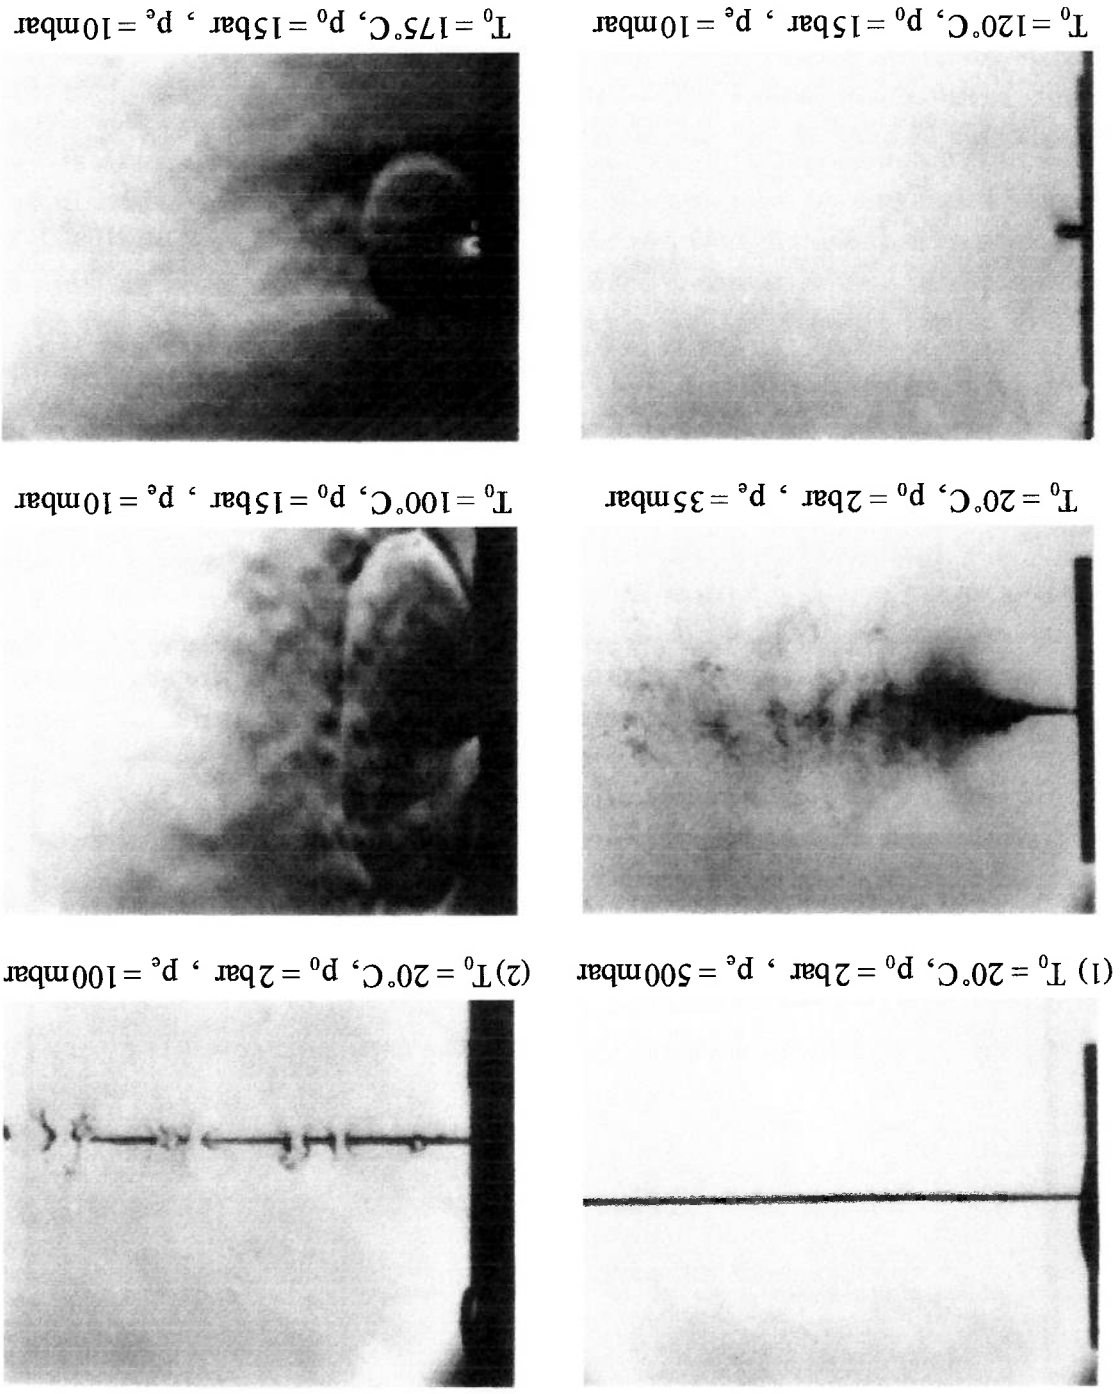 (1) T₀ = 20°C, p₀ = 2bar , pₑ = 500mbar
(2) T₀ = 20°C, p₀ = 2bar , pₑ = 100mbar
T₀ = 20°C, p₀ = 2bar , pₑ = 35mbar
T₀ = 100°C, p₀ = 15bar , pₑ = 10mbar
T₀ = 120°C, p₀ = 15bar , pₑ = 10mbar
T₀ = 175°C, p₀ = 15bar , pₑ = 10mbar